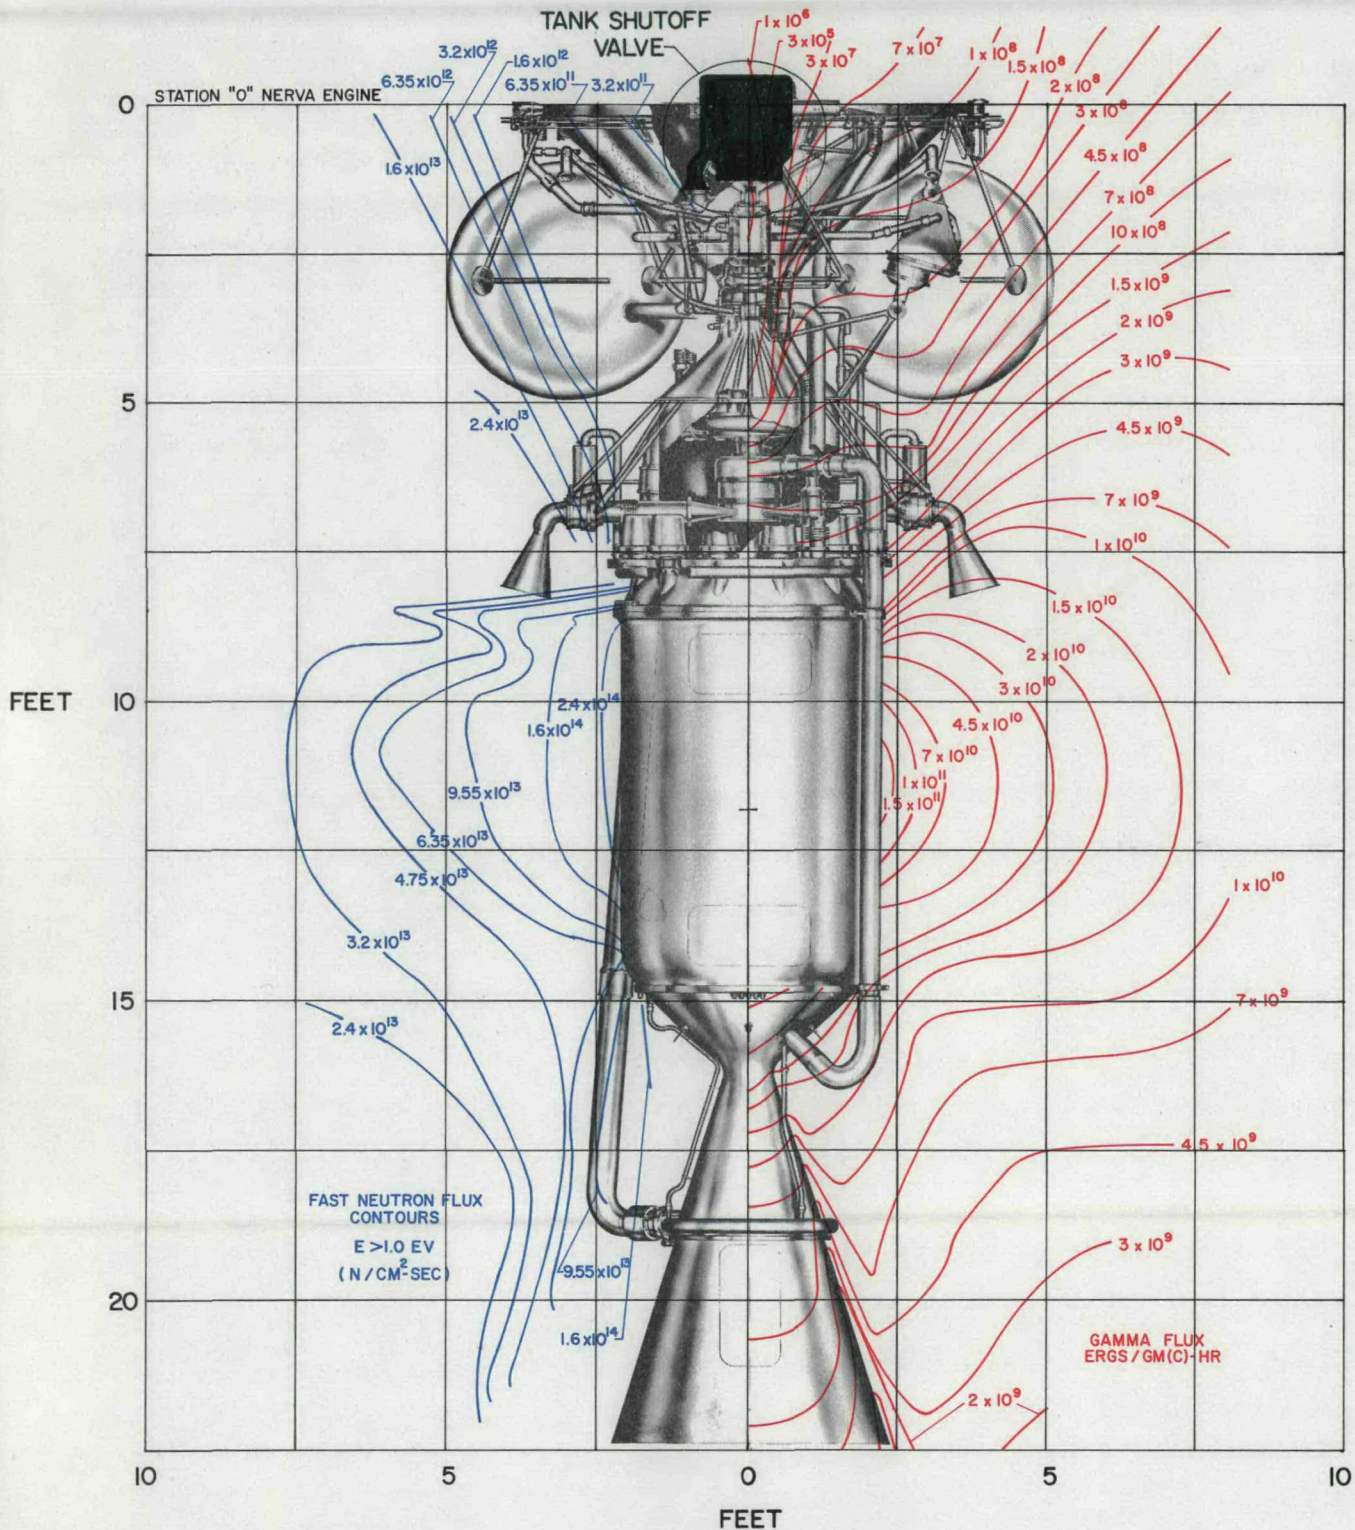 TANK SHUTOFF
VALVE
1 x 10⁶
3 x 10⁵
3 x 10⁷
7 x 10⁷
1 x 10⁸
1.5 x 10⁸
2 x 10⁸
3 x 10⁸
4.5 x 10⁸
7 x 10⁸
10 x 10⁸
1.5 x 10⁹
2 x 10⁹
3 x 10⁹
4.5 x 10⁹
7 x 10⁹
1 x 10¹⁰
1.5 x 10¹⁰
2 x 10¹⁰
3 x 10¹⁰
4.5 x 10¹⁰
7 x 10¹⁰
1 x 10¹¹
1.5 x 10¹¹
1 x 10¹⁰
7 x 10⁹
4.5 x 10⁹
3 x 10⁹
2 x 10⁹
GAMMA FLUX
ERGS/GM(C)-HR
3.2x10¹²
6.35x10¹²
1.6x10¹²
6.35x10¹¹
3.2x10¹¹
STATION "O" NERVA ENGINE
1.6x10¹³
2.4x10¹³
2.4x10¹⁴
1.6x10¹⁴
9.55x10¹³
6.35x10¹³
4.75x10¹³
3.2x10¹³
2.4x10¹³
FAST NEUTRON FLUX
CONTOURS
E >1.0 EV
(N/CM²-SEC)
9.55x10¹³
1.6x10¹⁴
0
5
FEET 10
15
20
10 5 0 5 10
FEET